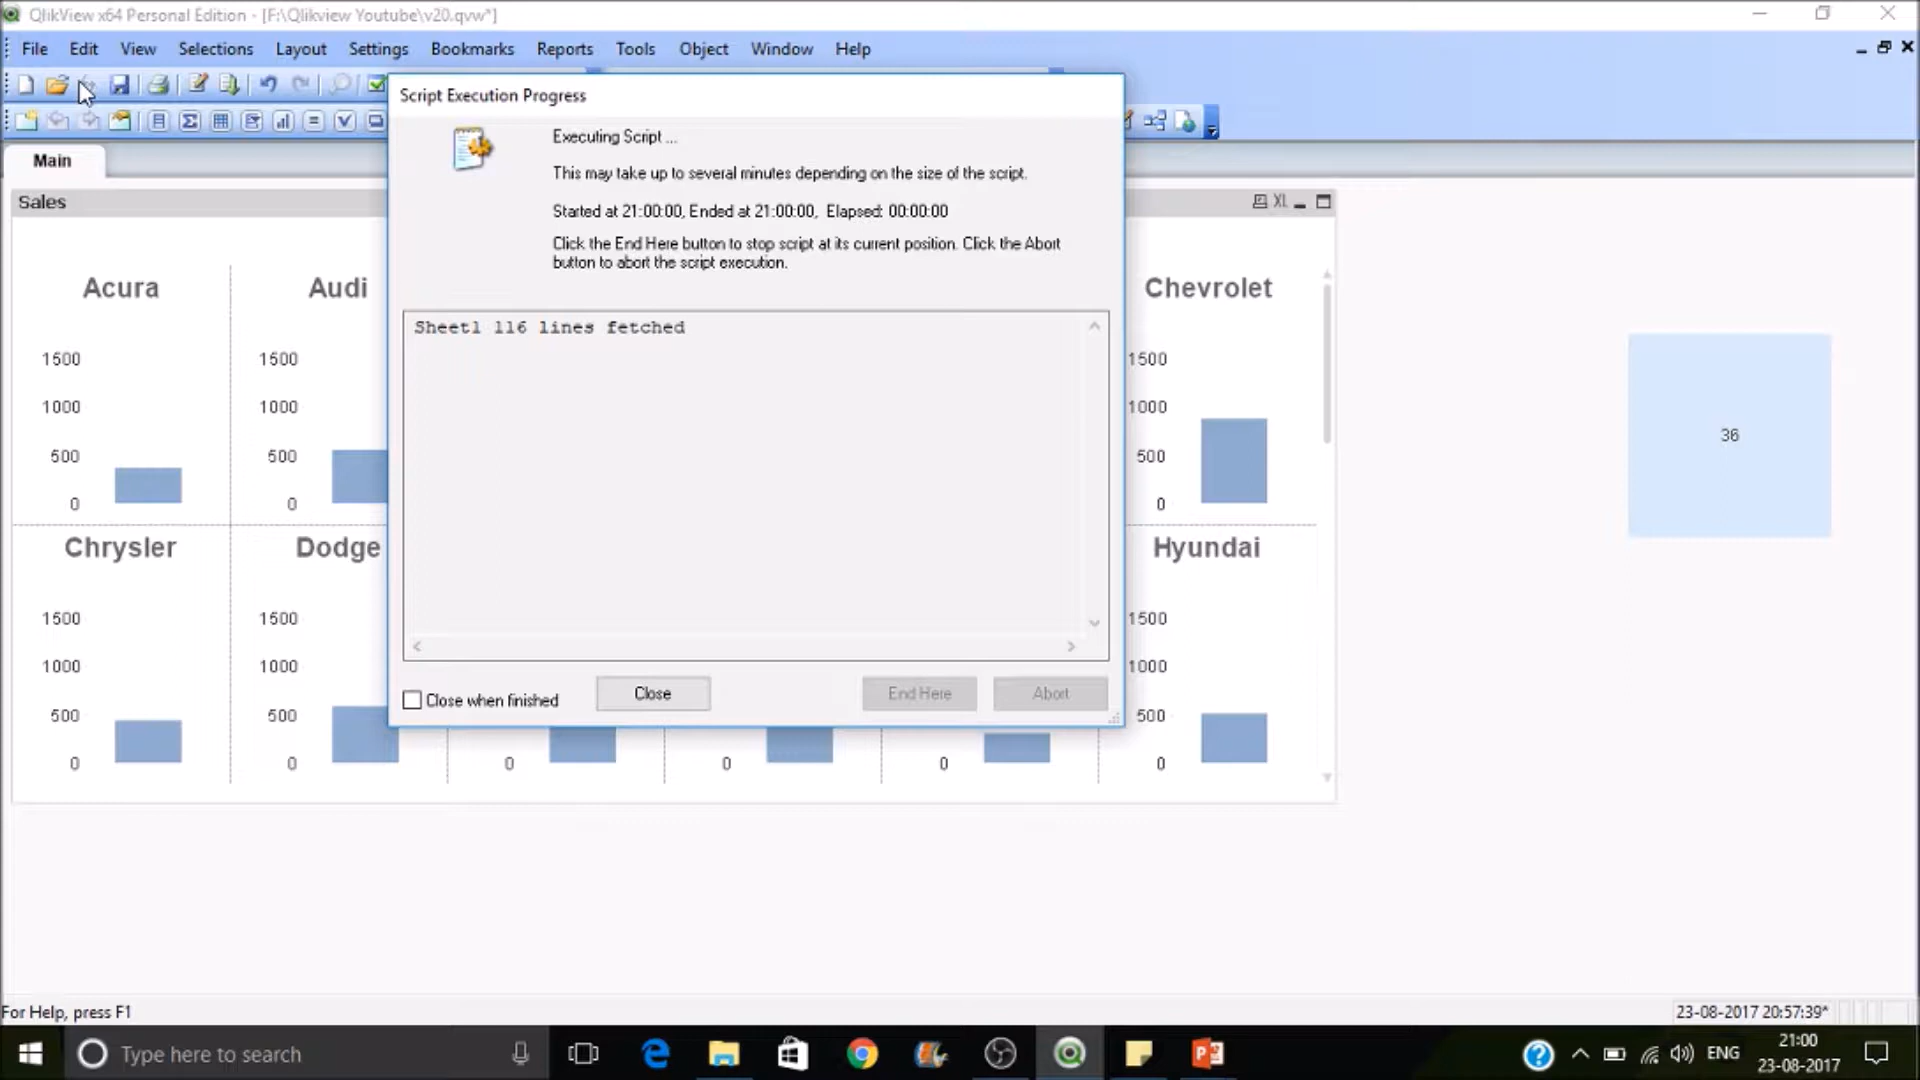 QlikView x64 Personal Edition - [F:\Qlikview Youtube\v20.qvw*]
File Edit View Selections Layout Settings Bookmarks Reports Tools Object Window Help
Script Execution Progress
Executing Script ...
This may take up to several minutes depending on the size of the script.
Started at 21:00:00, Ended at 21:00:00, Elapsed: 00:00:00
Click the End Here button to stop script at its current position. Click the Abort
button to abort the script execution.
Sheet1 116 lines fetched
Close when finished
Close
End Here
Abort
Main
Sales
XL
Acura
Audi
Chevrolet
1500
1500
1500
1000
1000
1000
500
500
500
0
0
0
36
Chrysler
Dodge
Hyundai
1500
1500
1500
1000
1000
1000
500
500
500
0
0
0
0
0
0
For Help, press F1
23-08-2017 20:57:39*
Type here to search
ENG
21:00
23-08-2017